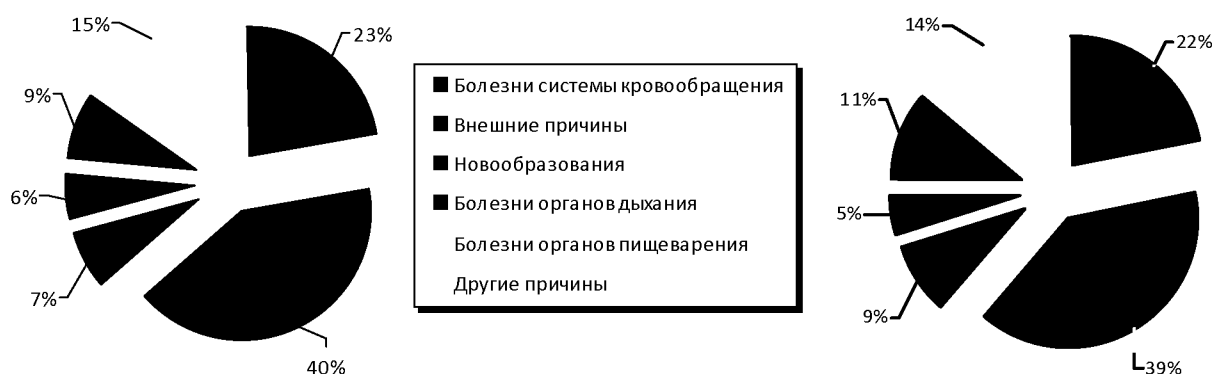 15%
23%
9%
6%
7%
40%
Болезни системы кровообращения
Внешние причины
Новообразования
Болезни органов дыхания
Болезни органов пищеварения
Другие причины
14%
22%
11%
5%
9%
39%